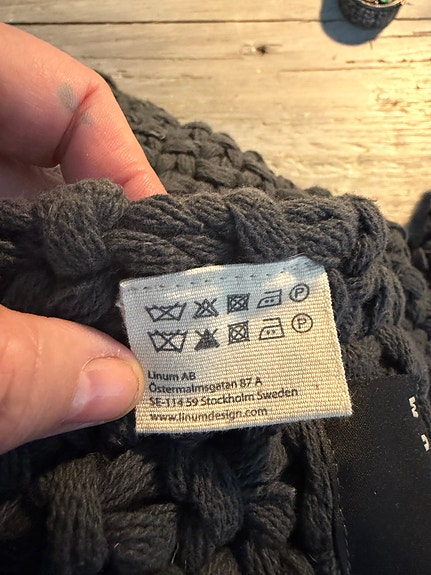 P
P
Linum AB
Östermalmsgatan 87 A
SE-114 59 Stockholm Sweden
www.linumdesign.com